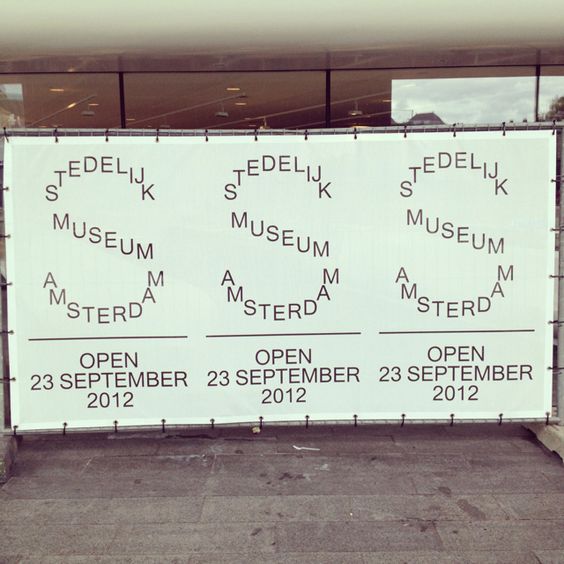 STEDELIJK
MUSEUM
AMSTERDAM
OPEN
23 SEPTEMBER
2012
STEDELIJK
MUSEUM
AMSTERDAM
OPEN
23 SEPTEMBER
2012
STEDELIJK
MUSEUM
AMSTERDAM
OPEN
23 SEPTEMBER
2012